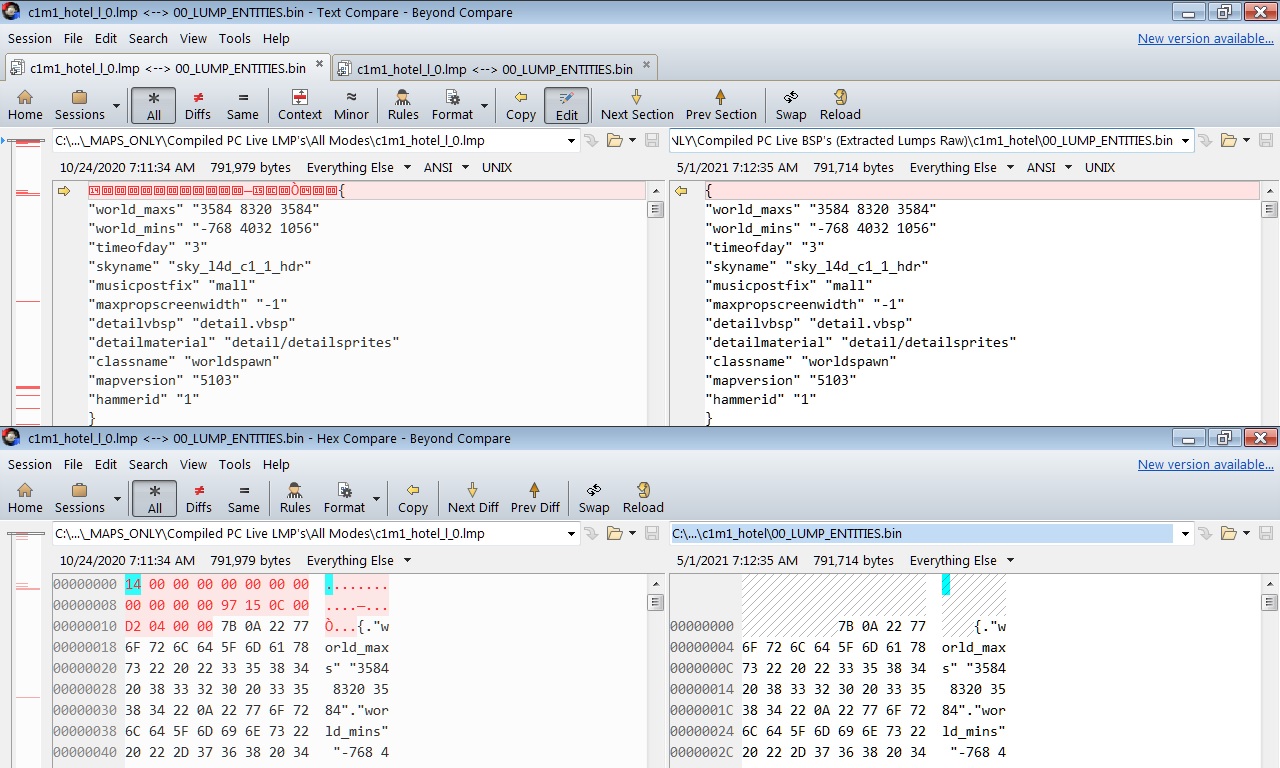 c1m1_hotel_l_0.lmp <--> 00_LUMP_ENTITIES.bin - Text Compare - Beyond Compare
Session File Edit Search View Tools Help New version available...
c1m1_hotel_l_0.lmp <--> 00_LUMP_ENTITIES.bin c1m1_hotel_l_0.lmp <--> 00_LUMP_ENTITIES.bin
Home Sessions All Diffs Same Context Minor Rules Format Copy Edit Next Section Prev Section Swap Reload
C:\...\_MAPS_ONLY\Compiled PC Live LMP's\All Modes\c1m1_hotel_l_0.lmp
NLY\Compiled PC Live BSP's (Extracted Lumps Raw)\c1m1_hotel\00_LUMP_ENTITIES.bin
10/24/2020 7:11:34 AM 791,979 bytes Everything Else ANSI UNIX
5/1/2021 7:12:35 AM 791,714 bytes Everything Else ANSI UNIX
{
"world_maxs" "3584 8320 3584"
"world_mins" "-768 4032 1056"
"timeofday" "3"
"skyname" "sky_l4d_c1_1_hdr"
"musicpostfix" "mall"
"maxpropscreenwidth" "-1"
"detailvbsp" "detail.vbsp"
"detailmaterial" "detail/detailsprites"
"classname" "worldspawn"
"mapversion" "5103"
"hammerid" "1"
}
{
"world_maxs" "3584 8320 3584"
"world_mins" "-768 4032 1056"
"timeofday" "3"
"skyname" "sky_l4d_c1_1_hdr"
"musicpostfix" "mall"
"maxpropscreenwidth" "-1"
"detailvbsp" "detail.vbsp"
"detailmaterial" "detail/detailsprites"
"classname" "worldspawn"
"mapversion" "5103"
"hammerid" "1"
}
c1m1_hotel_l_0.lmp <--> 00_LUMP_ENTITIES.bin - Hex Compare - Beyond Compare
Session File Edit Search View Tools Help New version available...
Home Sessions All Diffs Same Rules Format Copy Next Diff Prev Diff Swap Reload
C:\...\_MAPS_ONLY\Compiled PC Live LMP's\All Modes\c1m1_hotel_l_0.lmp
C:\...\c1m1_hotel\00_LUMP_ENTITIES.bin
10/24/2020 7:11:34 AM 791,979 bytes Everything Else
5/1/2021 7:12:35 AM 791,714 bytes Everything Else
00000000 14 00 00 00 00 00 00 00 ........
00000008 00 00 00 00 97 15 0C 00 ....—...
00000010 D2 04 00 00 7B 0A 22 77 Ò...{."w
00000018 6F 72 6C 64 5F 6D 61 78 orld_max
00000020 73 22 20 22 33 35 38 34 s" "3584
00000028 20 38 33 32 30 20 33 35 8320 35
00000030 38 34 22 0A 22 77 6F 72 84"."wor
00000038 6C 64 5F 6D 69 6E 73 22 ld_mins"
00000040 20 22 2D 37 36 38 20 34 "-768 4
00000000 7B 0A 22 77 {."w
00000004 6F 72 6C 64 5F 6D 61 78 orld_max
0000000C 73 22 20 22 33 35 38 34 s" "3584
00000014 20 38 33 32 30 20 33 35 8320 35
0000001C 38 34 22 0A 22 77 6F 72 84"."wor
00000024 6C 64 5F 6D 69 6E 73 22 ld_mins"
0000002C 20 22 2D 37 36 38 20 34 "-768 4